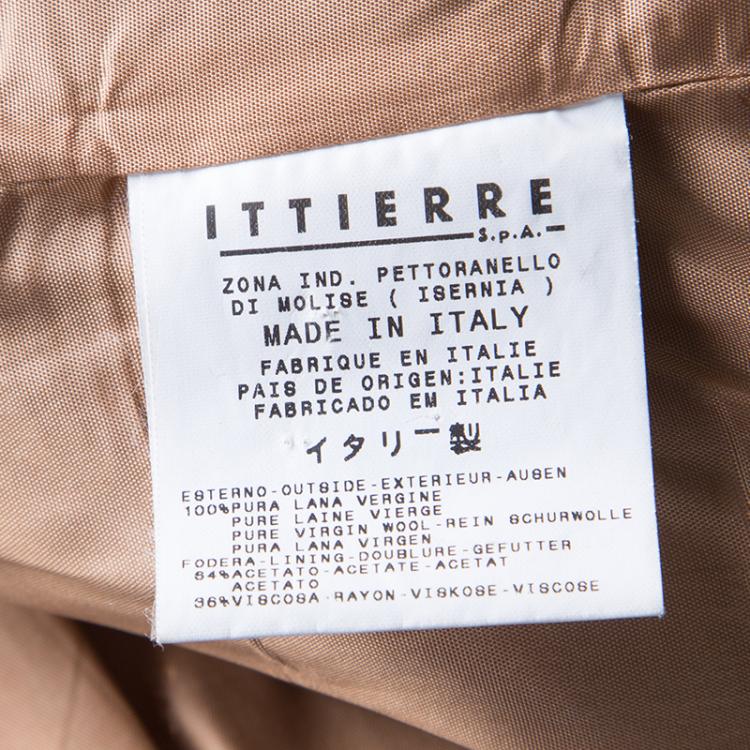 ITTIERRE
S.p.A.
ZONA IND. PETTORANELLO
DI MOLISE ( ISERNIA )
MADE IN ITALY
FABRIQUE EN ITALIE
PAIS DE ORIGEN:ITALIE
FABRICADO EM ITALIA
イタリー製
ESTERNO-OUTSIDE-EXTERIEUR-AUSEN
100%PURA LANA VERGINE
PURE LAINE VIERGE
PURE VIRGIN WOOL-REIN SCHURWOLLE
PURA LANA VIRGEN
FODERA-LINING-DOUBLURE-GEFUTTER
64%ACETATO-ACETATE-ACETAT
ACETATO
36%VISCOSA-RAYON-VISKOSE-VISCOSE